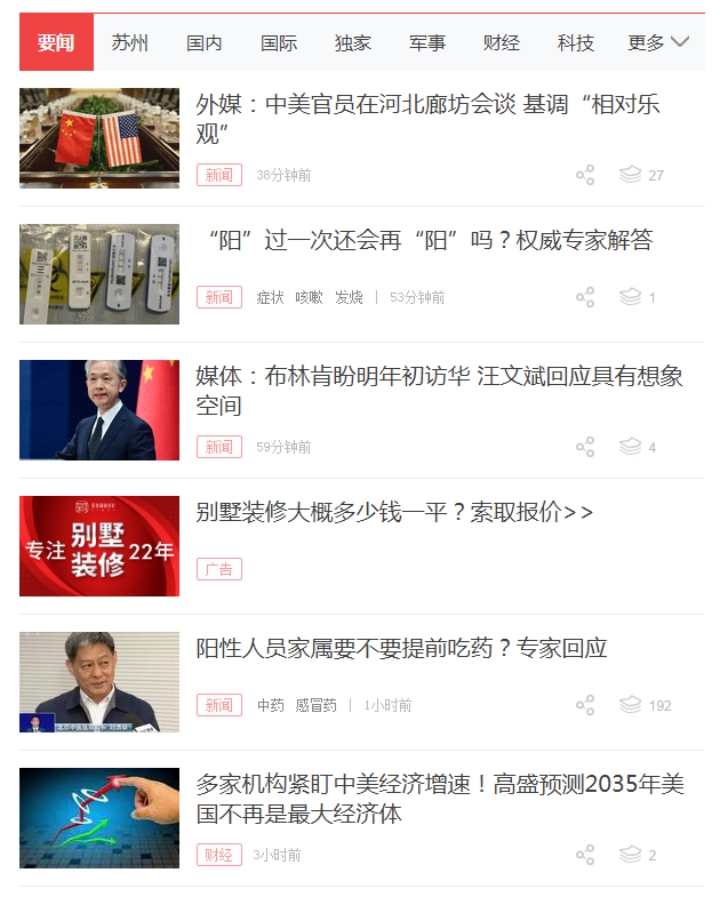 要闻 苏州 国内 国际 独家 军事 财经 科技 更多
外媒：中美官员在河北廊坊会谈 基调“相对乐
观”
新闻 38分钟前 27
“阳”过一次还会再“阳”吗？权威专家解答
新闻 症状 咳嗽 发烧 | 53分钟前 1
媒体：布林肯盼明年初访华 汪文斌回应具有想象
空间
新闻 59分钟前 4
别墅装修大概多少钱一平？索取报价>>
专注 别墅装修 22年
广告
阳性人员家属要不要提前吃药？专家回应
新闻 中药 感冒药 | 1小时前 192
多家机构紧盯中美经济增速！高盛预测2035年美
国不再是最大经济体
财经 3小时前 2